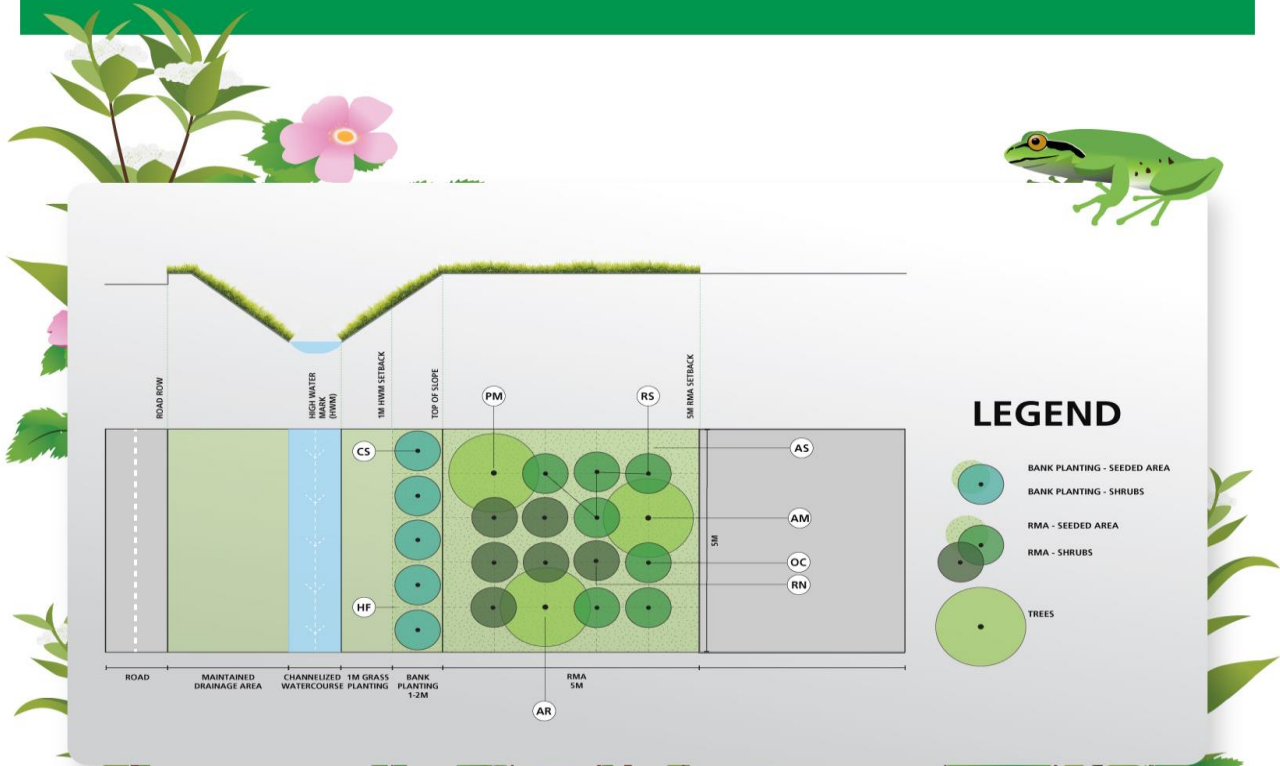 ROAD ROW
HIGH WATER
MARK
(HWM)
1M HWM SETBACK
TOP OF SLOPE
5M RMA SETBACK
PM
RS
CS
AS
AM
5M
OC
RN
HF
ROAD
MAINTAINED
DRAINAGE AREA
CHANNELIZED
WATERCOURSE
1M GRASS
PLANTING
BANK
PLANTING
1-2M
RMA
5M
AR
LEGEND
BANK PLANTING - SEEDED AREA
BANK PLANTING - SHRUBS
RMA - SEEDED AREA
RMA - SHRUBS
TREES